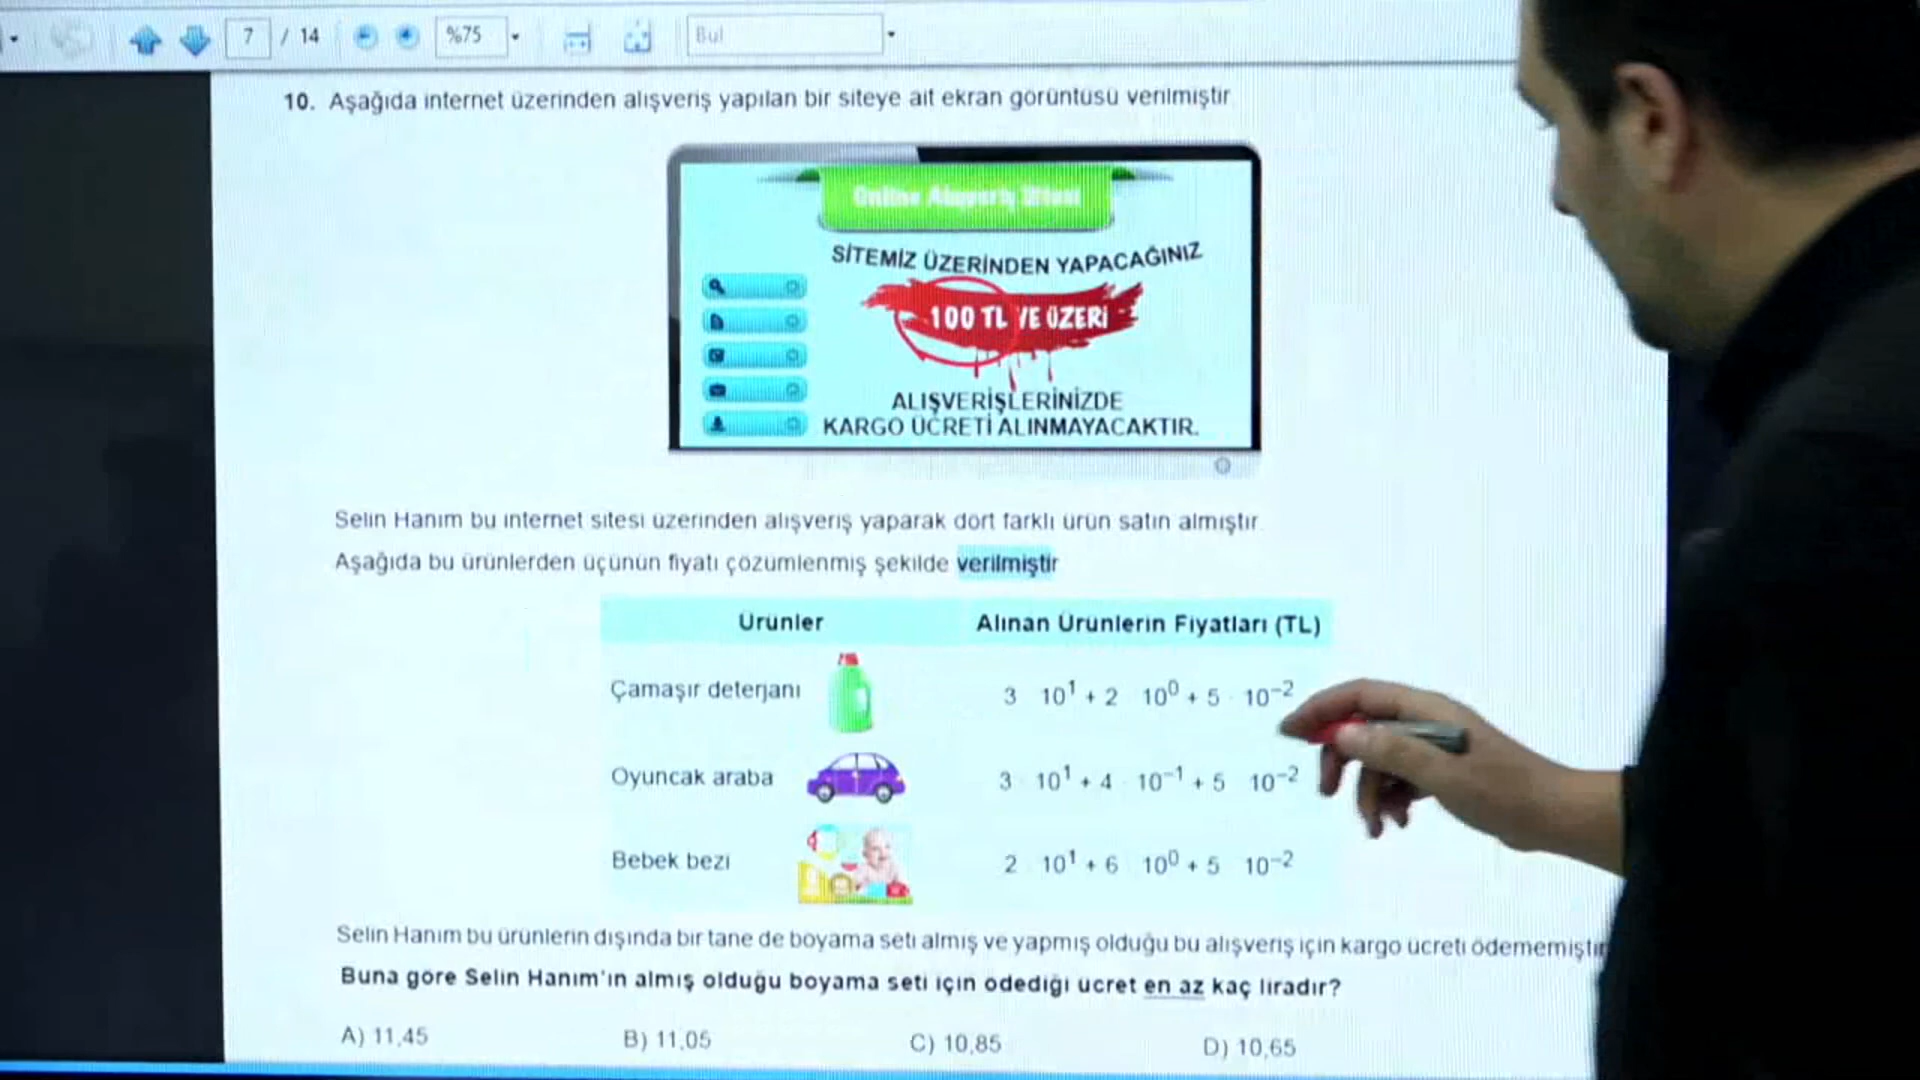 7 / 14 %75 Bul
10. Aşağıda internet üzerinden alışveriş yapılan bir siteye ait ekran görüntüsü verilmiştir
Online Alışveriş Sitesi
SİTEMİZ ÜZERİNDEN YAPACAĞINIZ
100 TL VE ÜZERİ
ALIŞVERİŞLERİNİZDE
KARGO ÜCRETİ ALINMAYACAKTIR.
Selin Hanım bu internet sitesi üzerinden alışveriş yaparak dört farklı ürün satın almıştır
Aşağıda bu ürünlerden üçünün fiyatı çözümlenmiş şekilde verilmiştir
Ürünler Alınan Ürünlerin Fiyatları (TL)
Çamaşır deterjanı 3 10¹ + 2 10⁰ + 5 · 10⁻²
Oyuncak araba 3 · 10¹ + 4 · 10⁻¹ + 5 10⁻²
Bebek bezi 2 10¹ + 6 10⁰ + 5 10⁻²
Selin Hanım bu ürünlerin dışında bir tane de boyama seti almış ve yapmış olduğu bu alışveriş için kargo ücreti ödememiştir
Buna göre Selin Hanım'ın almış olduğu boyama seti için ödediği ücret en az kaç liradır?
A) 11,45 B) 11,05 C) 10,85 D) 10,65